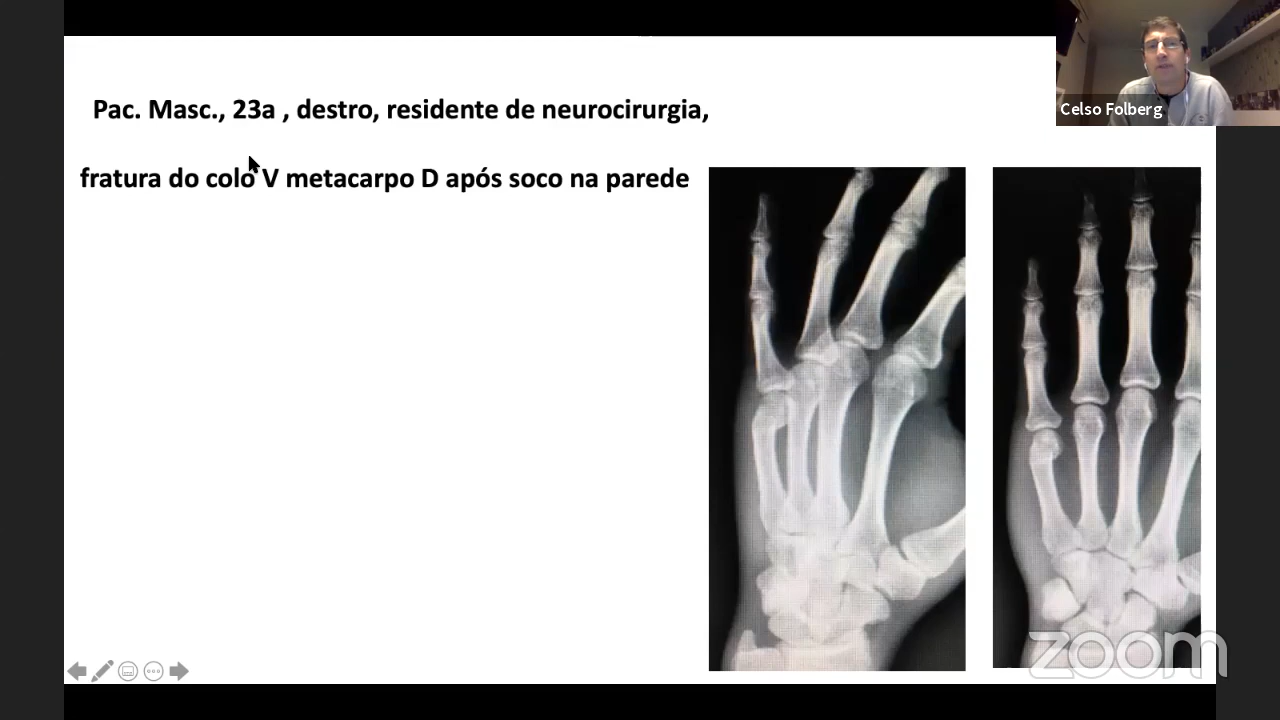 Pac. Masc., 23a , destro, residente de neurocirurgia,
fratura do colo V metacarpo D após soco na parede
Celso Folberg
zoom